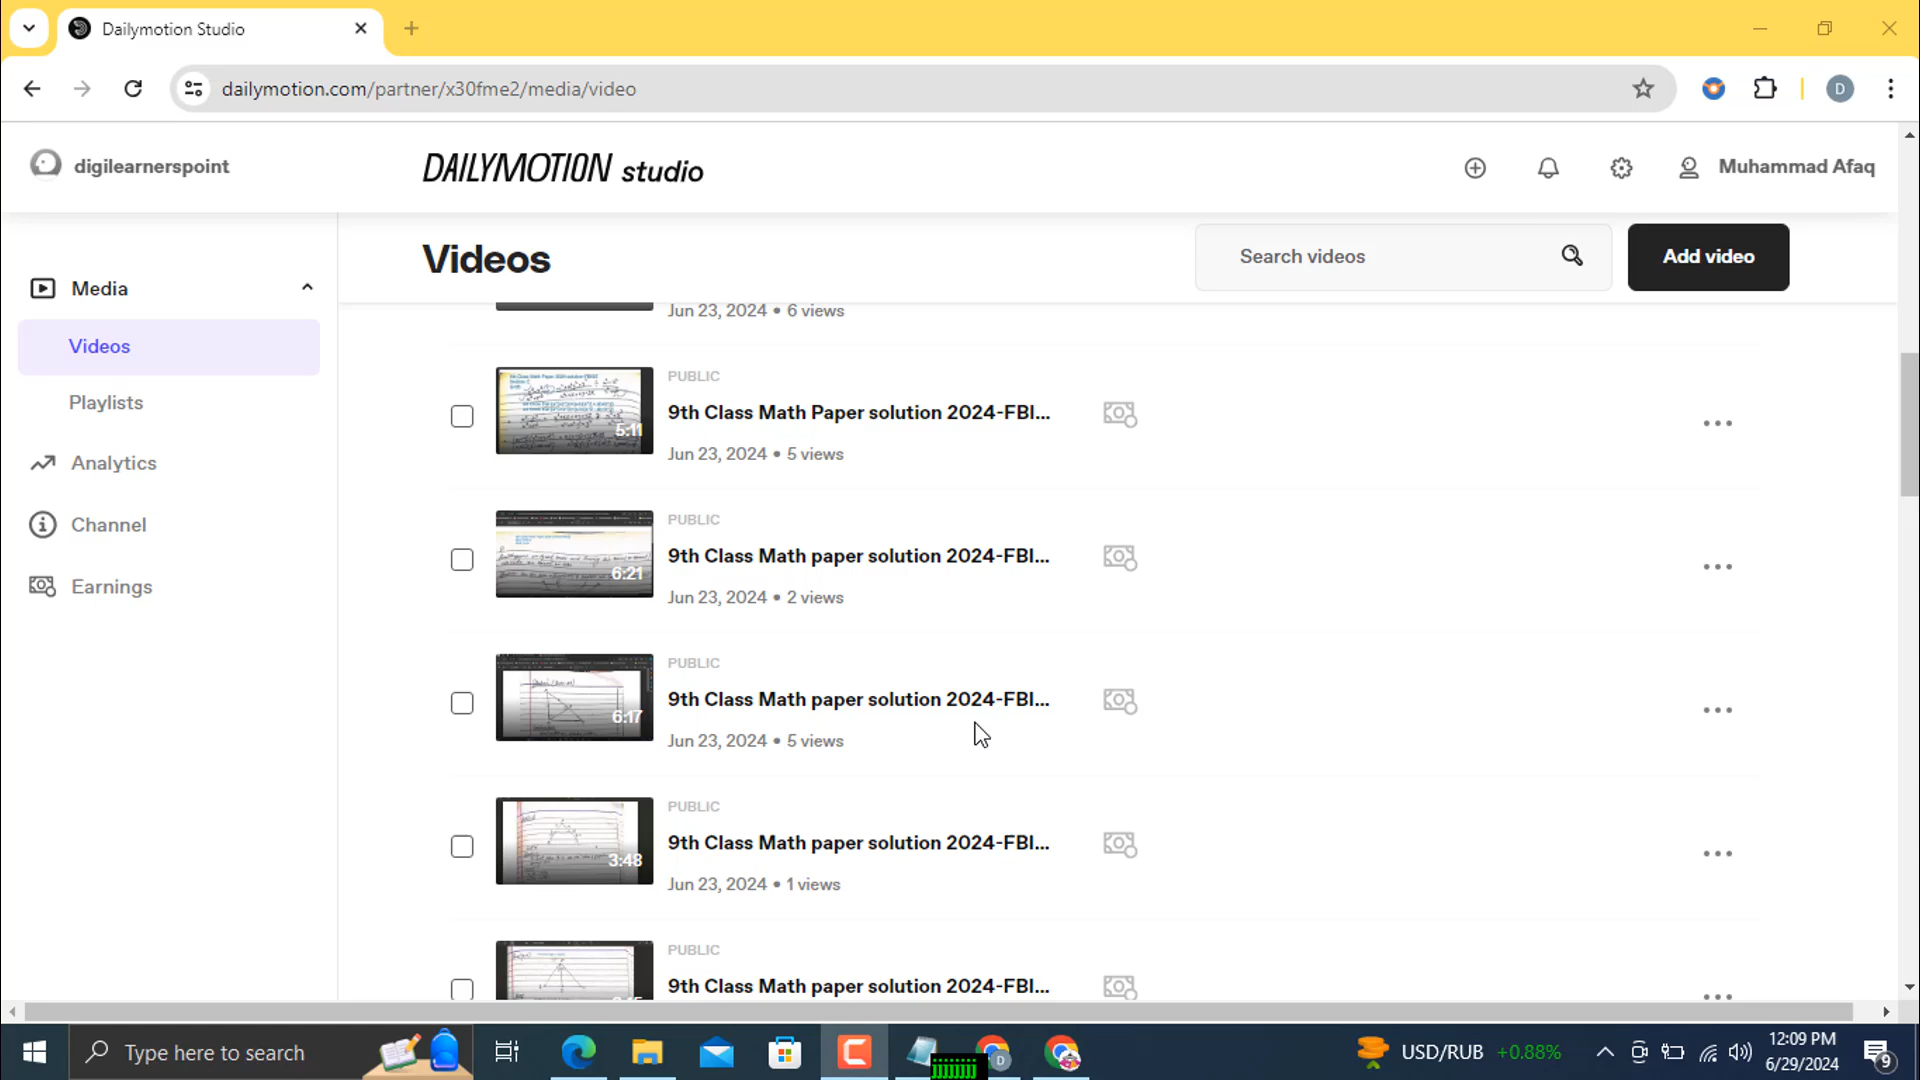 Dailymotion Studio
dailymotion.com/partner/x30fme2/media/video
D
digilearnerspoint
DAILYMOTION studio
Muhammad Afaq
Videos
Search videos
Add video
Media
Videos
Playlists
Analytics
Channel
Earnings
Jun 23, 2024 • 6 views
PUBLIC
9th Class Math Paper solution 2024-FBI...
Jun 23, 2024 • 5 views
5:11
PUBLIC
9th Class Math paper solution 2024-FBI...
Jun 23, 2024 • 2 views
6:21
PUBLIC
9th Class Math paper solution 2024-FBI...
Jun 23, 2024 • 5 views
6:17
PUBLIC
9th Class Math paper solution 2024-FBI...
Jun 23, 2024 • 1 views
3:48
PUBLIC
9th Class Math paper solution 2024-FBI...
Type here to search
D
USD/RUB +0.88%
12:09 PM
6/29/2024
9